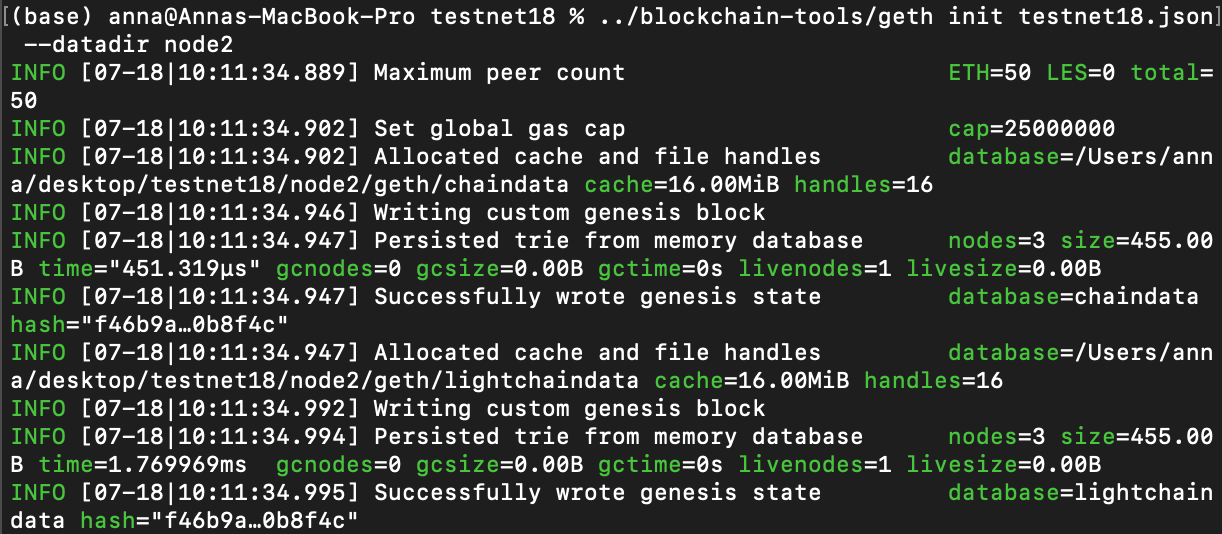 [(base) anna@Annas-MacBook-Pro testnet18 % ../blockchain-tools/geth init testnet18.json]
 --datadir node2
INFO [07-18|10:11:34.889] Maximum peer count                       ETH=50 LES=0 total=
50
INFO [07-18|10:11:34.902] Set global gas cap                       cap=25000000
INFO [07-18|10:11:34.902] Allocated cache and file handles         database=/Users/ann
a/desktop/testnet18/node2/geth/chaindata cache=16.00MiB handles=16
INFO [07-18|10:11:34.946] Writing custom genesis block
INFO [07-18|10:11:34.947] Persisted trie from memory database      nodes=3 size=455.00
B time="451.319µs" gcnodes=0 gcsize=0.00B gctime=0s livenodes=1 livesize=0.00B
INFO [07-18|10:11:34.947] Successfully wrote genesis state         database=chaindata
hash="f46b9a…0b8f4c"
INFO [07-18|10:11:34.947] Allocated cache and file handles         database=/Users/ann
a/desktop/testnet18/node2/geth/lightchaindata cache=16.00MiB handles=16
INFO [07-18|10:11:34.992] Writing custom genesis block
INFO [07-18|10:11:34.994] Persisted trie from memory database      nodes=3 size=455.00
B time=1.769969ms  gcnodes=0 gcsize=0.00B gctime=0s livenodes=1 livesize=0.00B
INFO [07-18|10:11:34.995] Successfully wrote genesis state         database=lightchain
data hash="f46b9a…0b8f4c"